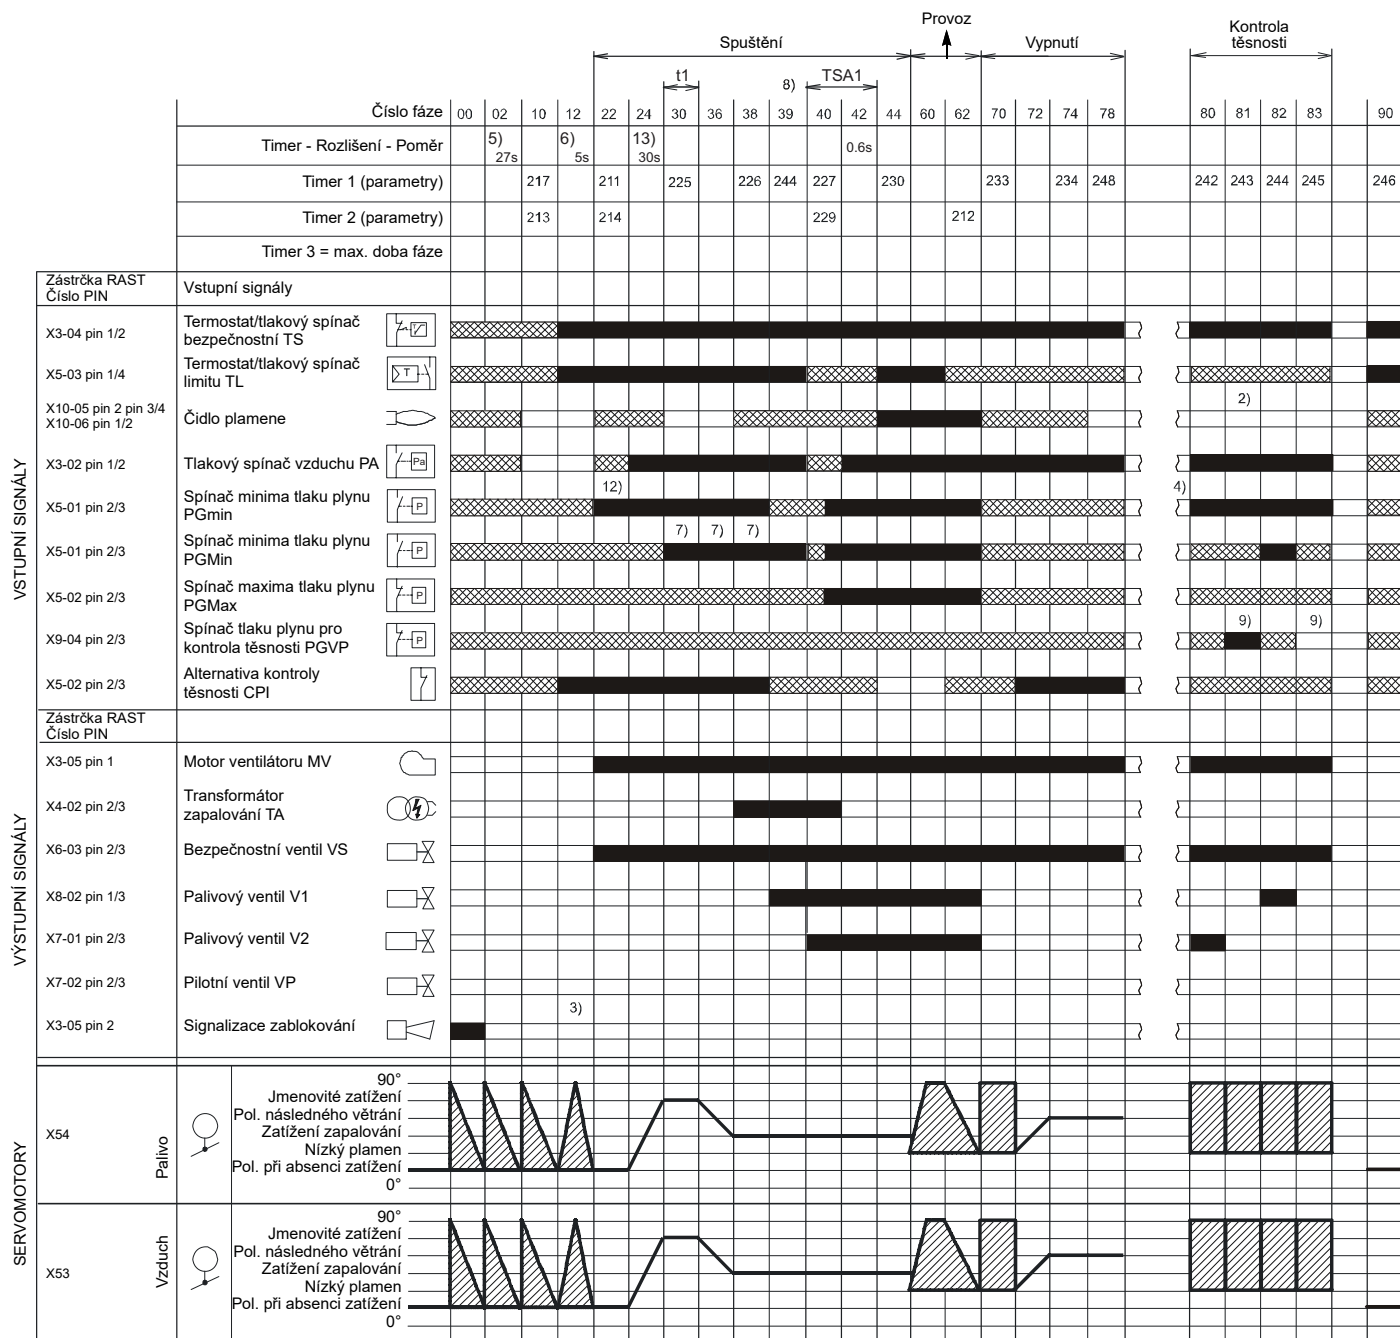 Provoz
Spuštění
Vypnutí
Kontrola
těsnosti
t1
8)
TSA1
Číslo fáze 00 02 10 12 22 24 30 36 38 39 40 42 44 60 62 70 72 74 78 80 81 82 83 90
Timer - Rozlišení - Poměr 5) 27s 6) 5s 13) 30s 0.6s
Timer 1 (parametry) 217 211 225 226 244 227 230 233 234 248 242 243 244 245 246
Timer 2 (parametry) 213 214 229 212
Timer 3 = max. doba fáze
Zástrčka RAST
Číslo PIN
Vstupní signály
VSTUPNÍ SIGNÁLY
X3-04 pin 1/2
Termostat/tlakový spínač
bezpečnostní TS
X5-03 pin 1/4
Termostat/tlakový spínač
limitu TL
T
2)
X10-05 pin 2 pin 3/4
X10-06 pin 1/2
Čidlo plamene
X3-02 pin 1/2
Tlakový spínač vzduchu PA
Pa
12)
4)
X5-01 pin 2/3
Spínač minima tlaku plynu
PGmin
P
7) 7) 7)
X5-01 pin 2/3
Spínač minima tlaku plynu
PGMin
P
X5-02 pin 2/3
Spínač maxima tlaku plynu
PGMax
P
9) 9)
X9-04 pin 2/3
Spínač tlaku plynu pro
kontrola těsnosti PGVP
P
X5-02 pin 2/3
Alternativa kontroly
těsnosti CPI
Zástrčka RAST
Číslo PIN
VÝSTUPNÍ SIGNÁLY
X3-05 pin 1
Motor ventilátoru MV
X4-02 pin 2/3
Transformátor
zapalování TA
X6-03 pin 2/3
Bezpečnostní ventil VS
X8-02 pin 1/3
Palivový ventil V1
X7-01 pin 2/3
Palivový ventil V2
X7-02 pin 2/3
Pilotní ventil VP
3)
X3-05 pin 2
Signalizace zablokování
SERVOMOTORY
X54
Palivo
90°
Jmenovité zatížení
Pol. následného větrání
Zatížení zapalování
Nízký plamen
Pol. při absenci zatížení
0°
X53
Vzduch
90°
Jmenovité zatížení
Pol. následného větrání
Zatížení zapalování
Nízký plamen
Pol. při absenci zatížení
0°